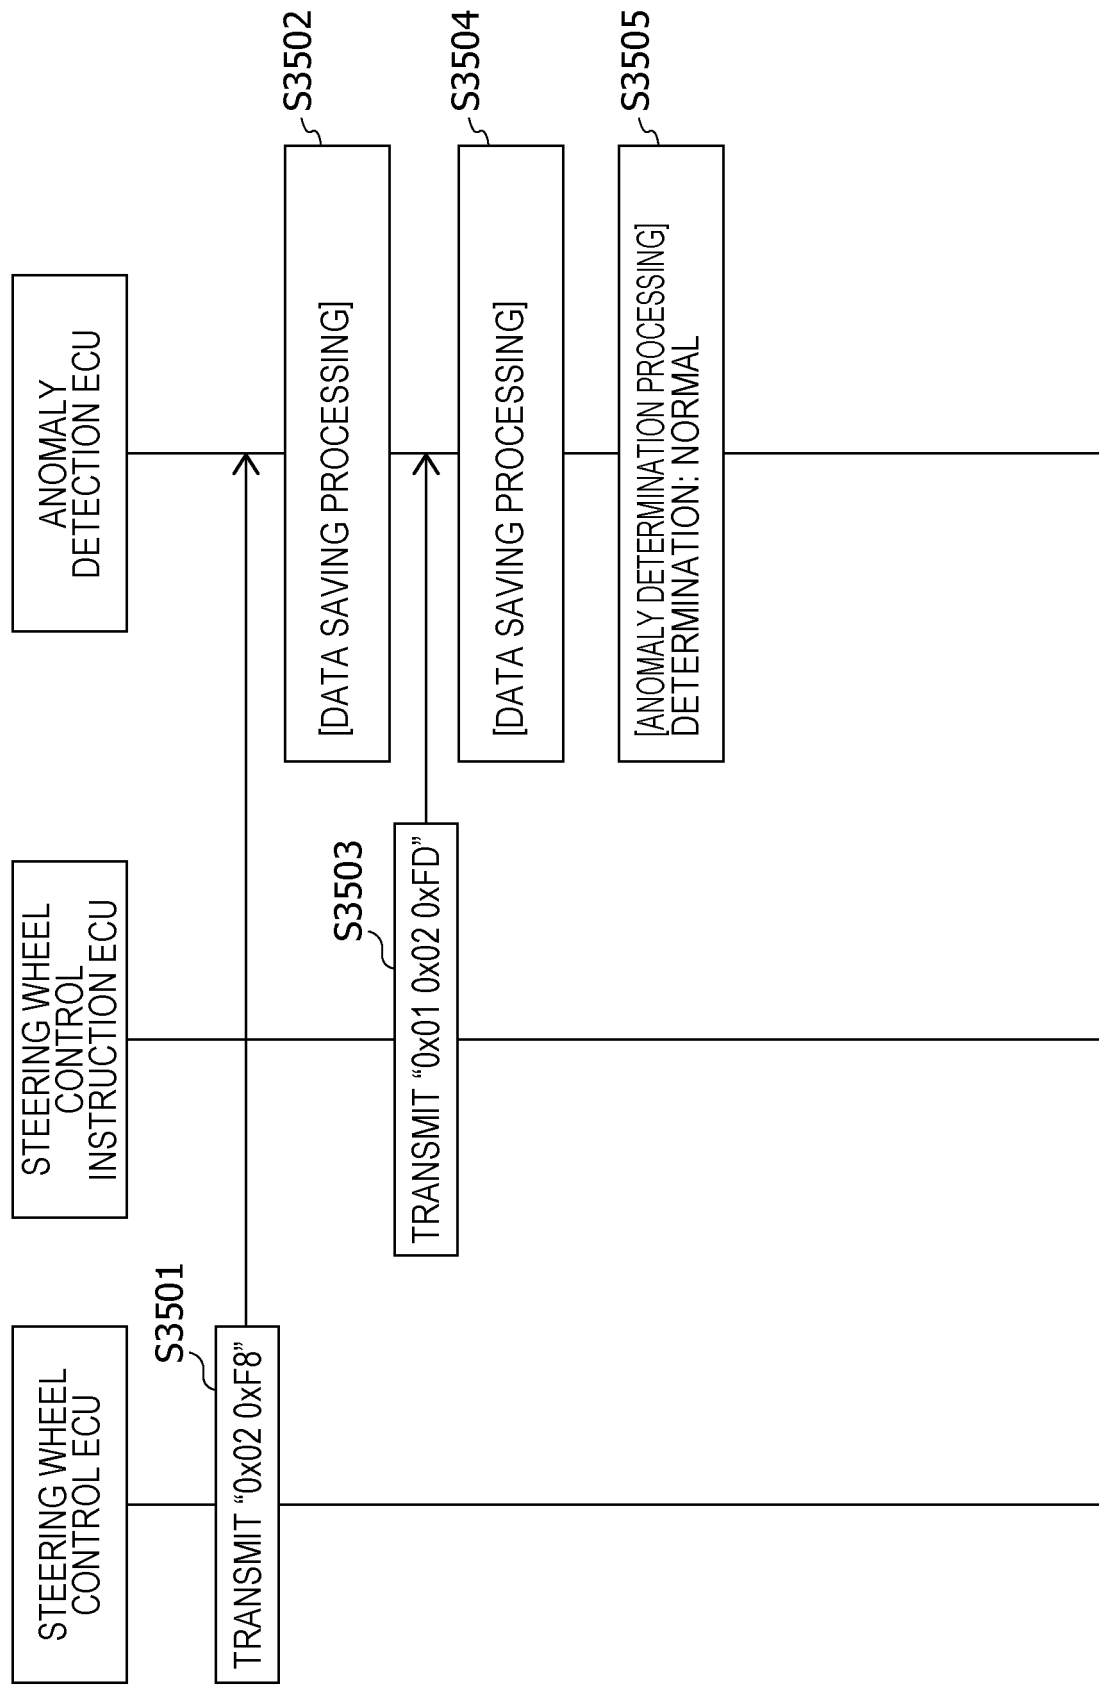 STEERING WHEEL
CONTROL ECU
STEERING WHEEL
CONTROL
INSTRUCTION ECU
ANOMALY
DETECTION ECU
S3501
TRANSMIT “0x02 0xF8”
S3502
[DATA SAVING PROCESSING]
S3503
TRANSMIT “0x01 0x02 0xFD”
S3504
[DATA SAVING PROCESSING]
S3505
[ANOMALY DETERMINATION PROCESSING]
DETERMINATION: NORMAL